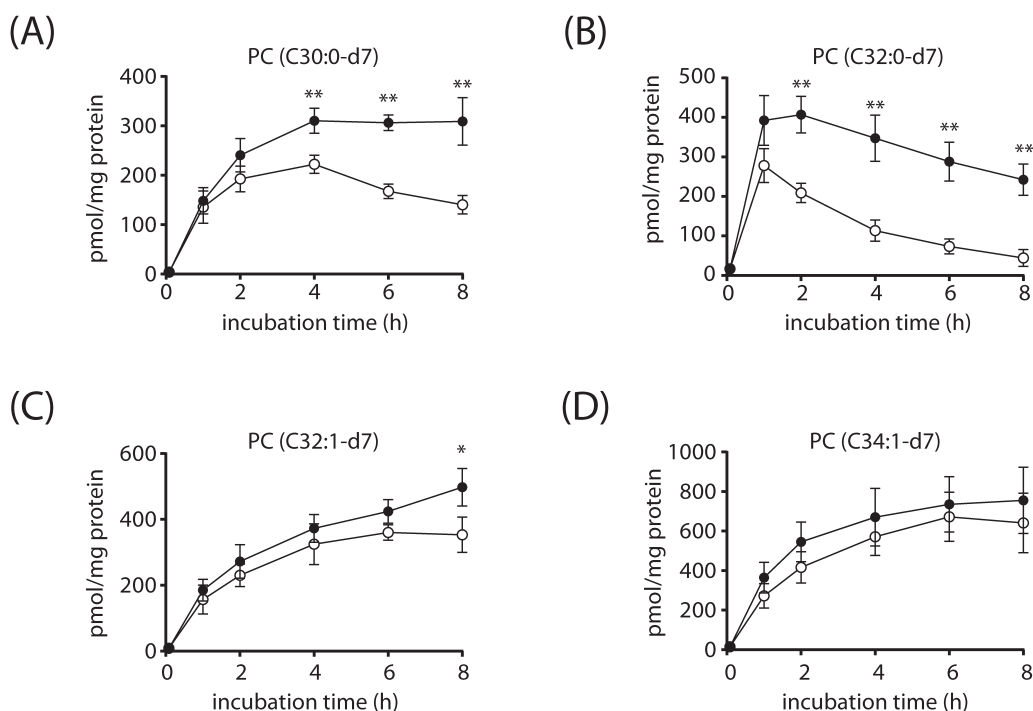 (A)
PC (C30:0-d7)
400
300
200
100
0
** ** **
0 2 4 6 8
pmol/mg protein
incubation time (h)
(B)
PC (C32:0-d7)
500
400
300
200
100
0
** ** ** **
0 2 4 6 8
pmol/mg protein
incubation time (h)
(C)
PC (C32:1-d7)
600
400
200
0
*
0 2 4 6 8
pmol/mg protein
incubation time (h)
(D)
PC (C34:1-d7)
1000
800
600
400
200
0
0 2 4 6 8
pmol/mg protein
incubation time (h)